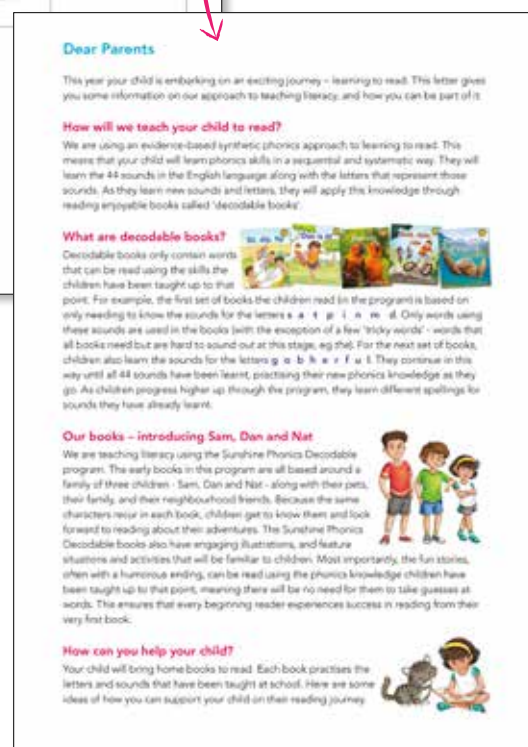 Dear Parents
This year your child is embarking on an exciting journey – learning to read. This letter gives
you some information on our approach to teaching literacy, and how you can be part of it.
How will we teach your child to read?
We are using an evidence-based synthetic phonics approach to learning to read. This
means that your child will learn phonics skills in a sequential and systematic way. They will
learn the 44 sounds in the English language along with the letters that represent those
sounds. As they learn new sounds and letters, they will apply this knowledge through
reading enjoyable books called 'decodable books'.
What are decodable books?
Decodable books only contain words
that can be read using the skills the
children have been taught up to that
point. For example, the first set of books the children read (in the program) is based on
only needing to know the sounds for the letters s a t p i n m d. Only words using
these sounds are used in the books (with the exception of a few 'tricky words' - words that
all books need but are hard to sound out at this stage, eg the). For the next set of books,
children also learn the sounds for the letters g o b h e r f u l. They continue in this
way until all 44 sounds have been learnt, practising their new phonics knowledge as they
go. As children progress higher up through the program, they learn different spellings for
sounds they have already learnt.
Our books – introducing Sam, Dan and Nat
We are teaching literacy using the Sunshine Phonics Decodable
program. The early books in this program are all based around a
family of three children - Sam, Dan and Nat - along with their pets,
their family, and their neighbourhood friends. Because the same
characters recur in each book, children get to know them and look
forward to reading about their adventures. The Sunshine Phonics
Decodable books also have engaging illustrations, and feature
situations and activities that will be familiar to children. Most importantly, the fun stories,
often with a humorous ending, can be read using the phonics knowledge children have
been taught up to that point, meaning there will be no need for them to take guesses at
words. This ensures that every beginning reader experiences success in reading from their
very first book.
How can you help your child?
Your child will bring home books to read. Each book practises the
letters and sounds that have been taught at school. Here are some
ideas of how you can support your child on their reading journey.